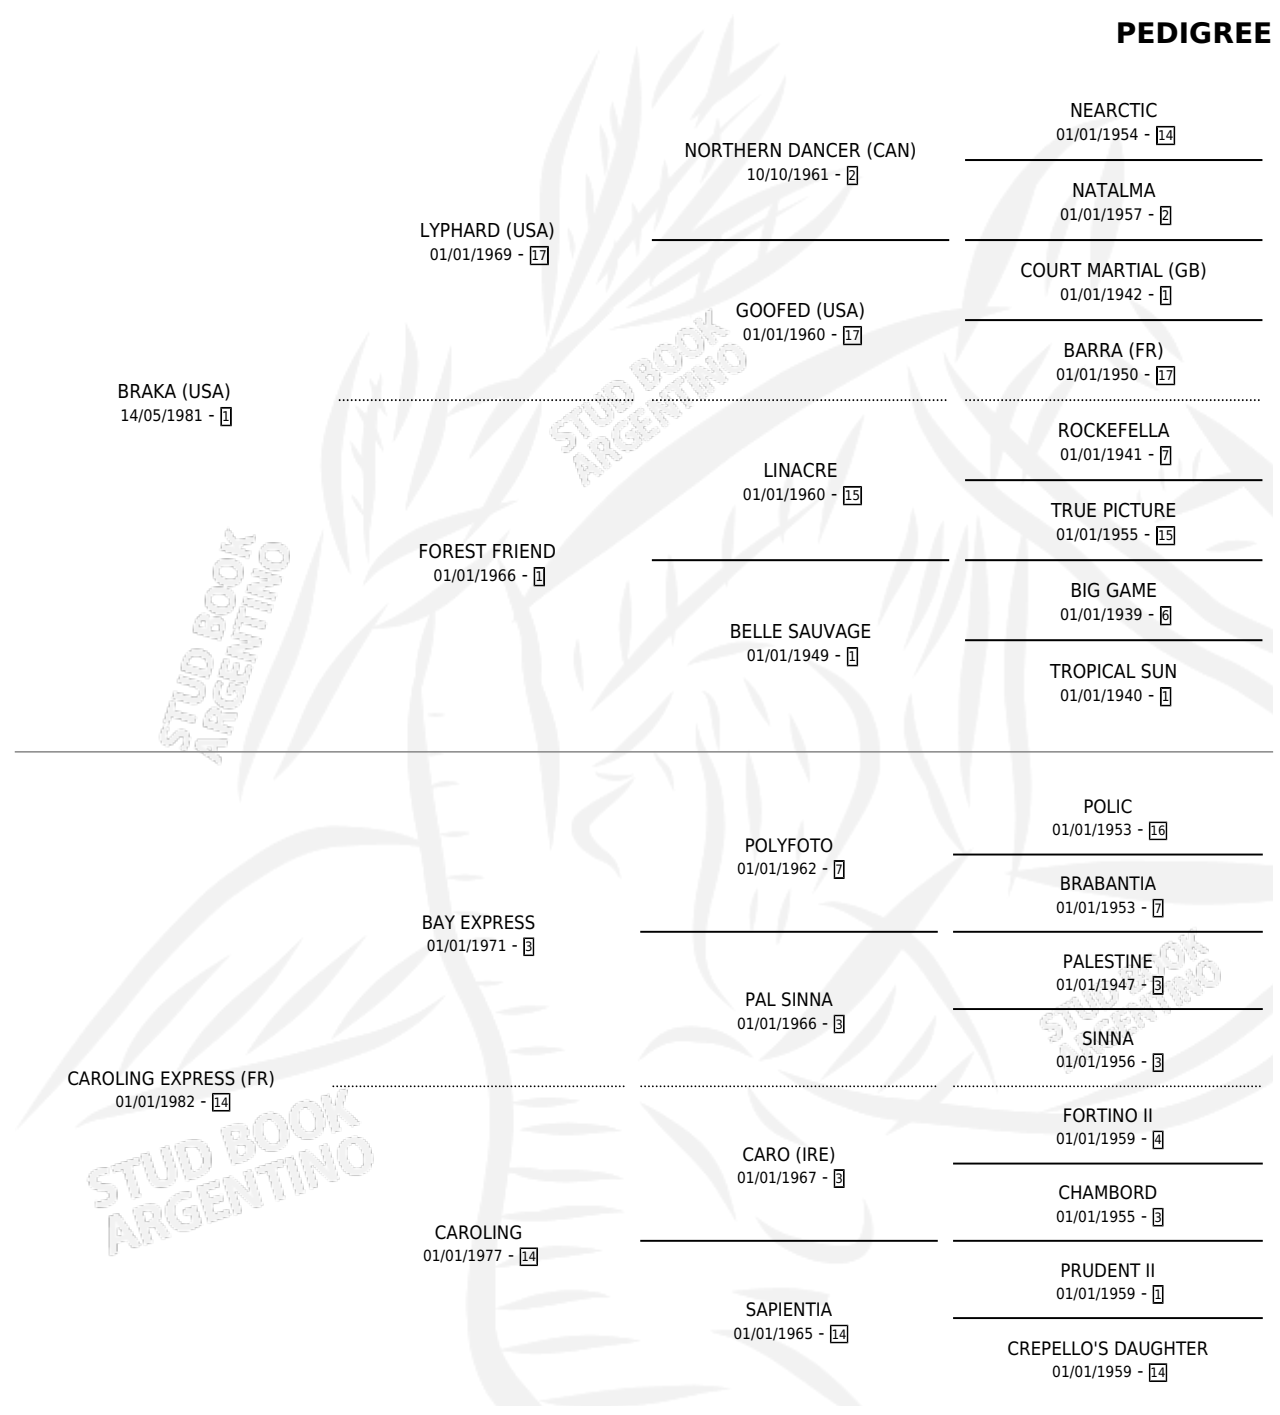 PEDIGREE
NEARCTIC
01/01/1954 - 14
NORTHERN DANCER (CAN)
10/10/1961 - 2
NATALMA
01/01/1957 - 2
LYPHARD (USA)
01/01/1969 - 17
COURT MARTIAL (GB)
01/01/1942 - 1
GOOFED (USA)
01/01/1960 - 17
BARRA (FR)
01/01/1950 - 17
BRAKA (USA)
14/05/1981 - 1
ROCKEFELLA
01/01/1941 - 7
LINACRE
01/01/1960 - 15
TRUE PICTURE
01/01/1955 - 15
FOREST FRIEND
01/01/1966 - 1
BIG GAME
01/01/1939 - 6
BELLE SAUVAGE
01/01/1949 - 1
TROPICAL SUN
01/01/1940 - 1
STUD BOOK
ARGENTINO
STUD BOOK
ARGENTINO
POLIC
01/01/1953 - 16
POLYFOTO
01/01/1962 - 7
BRABANTIA
01/01/1953 - 7
BAY EXPRESS
01/01/1971 - 3
PALESTINE
01/01/1947 - 3
PAL SINNA
01/01/1966 - 3
SINNA
01/01/1956 - 3
CAROLING EXPRESS (FR)
01/01/1982 - 14
FORTINO II
01/01/1959 - 4
CARO (IRE)
01/01/1967 - 3
CHAMBORD
01/01/1955 - 3
CAROLING
01/01/1977 - 14
PRUDENT II
01/01/1959 - 1
SAPIENTIA
01/01/1965 - 14
CREPELLO'S DAUGHTER
01/01/1959 - 14
STUD BOOK
ARGENTINO
STUD BOOK
ARGENTINO